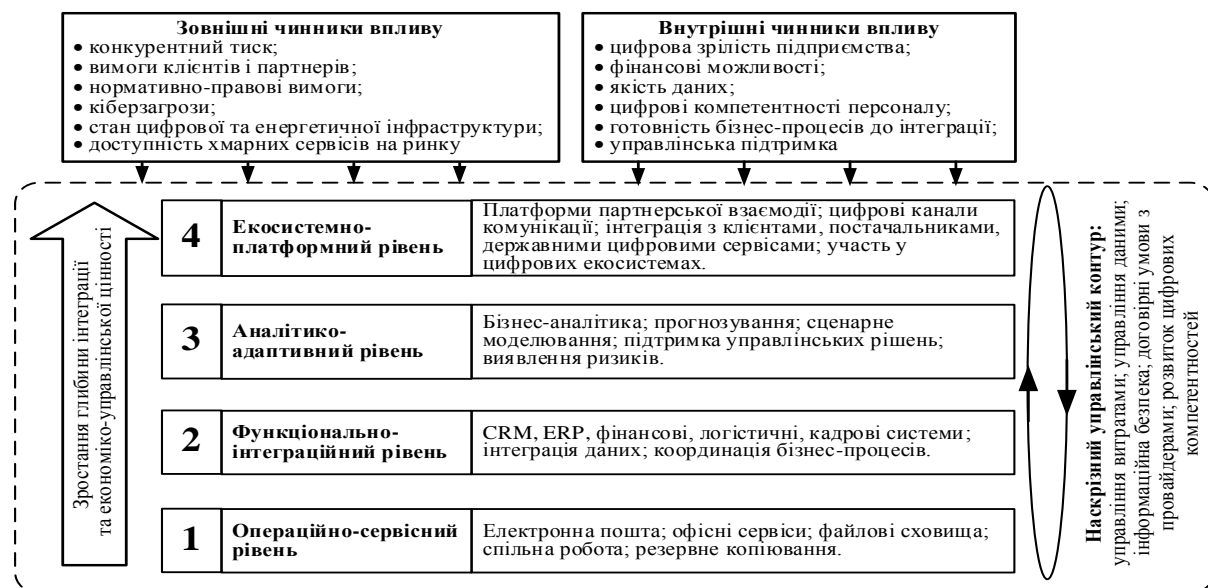 Зовнішні чинники впливу
• конкурентний тиск;
• вимоги клієнтів і партнерів;
• нормативно-правові вимоги;
• кіберзагрози;
• стан цифрової та енергетичної інфраструктури;
• доступність хмарних сервісів на ринку
Внутрішні чинники впливу
• цифрова зрілість підприємства;
• фінансові можливості;
• якість даних;
• цифрові компетентності персоналу;
• готовність бізнес-процесів до інтеграції;
• управлінська підтримка
Зростання глибини інтеграції
та економіко-управлінської цінності
4
Екосистемно-
платформний рівень
Платформи партнерської взаємодії; цифрові канали
комунікації; інтеграція з клієнтами, постачальниками,
державними цифровими сервісами; участь у
цифрових екосистемах.
3
Аналітико-
адаптивний рівень
Бізнес-аналітика; прогнозування; сценарне
моделювання; підтримка управлінських рішень;
виявлення ризиків.
2
Функціонально-
інтеграційний рівень
CRM, ERP, фінансові, логістичні, кадрові системи;
інтеграція даних; координація бізнес-процесів.
1
Операційно-сервісний
рівень
Електронна пошта; офісні сервіси; файлові сховища;
спільна робота; резервне копіювання.
Наскрізний управлінський контур:
управління витратами; управління даними;
інформаційна безпека; договірні умови з
провайдерами; розвиток цифрових
компетентностей